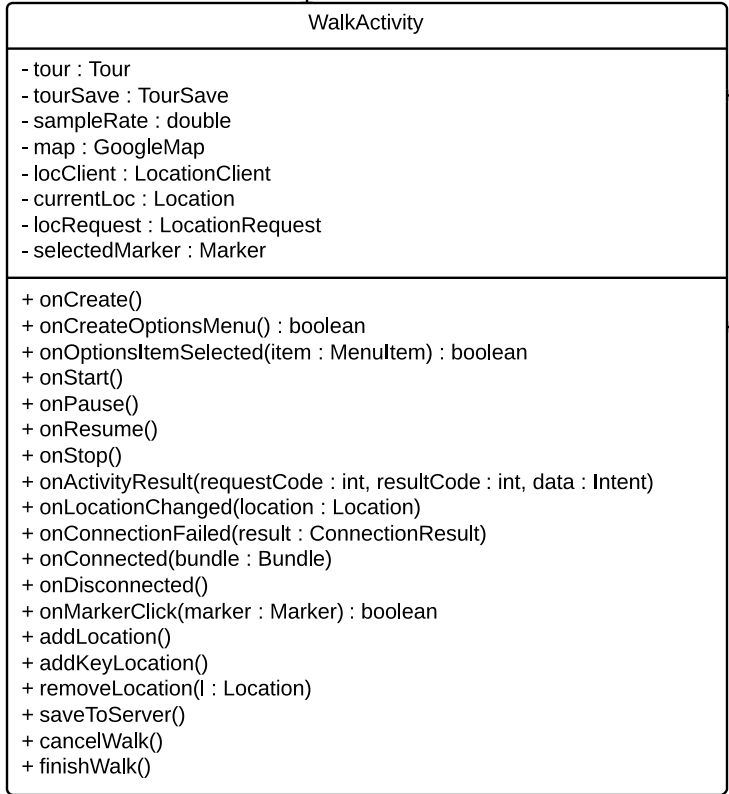 WalkActivity
- tour : Tour
- tourSave : TourSave
- sampleRate : double
- map : GoogleMap
- locClient : LocationClient
- currentLoc : Location
- locRequest : LocationRequest
- selectedMarker : Marker
+ onCreate()
+ onCreateOptionsMenu() : boolean
+ onOptionsItemSelected(item : MenuItem) : boolean
+ onStart()
+ onPause()
+ onResume()
+ onStop()
+ onActivityResult(requestCode : int, resultCode : int, data : Intent)
+ onLocationChanged(location : Location)
+ onConnectionFailed(result : ConnectionResult)
+ onConnected(bundle : Bundle)
+ onDisconnected()
+ onMarkerClick(marker : Marker) : boolean
+ addLocation()
+ addKeyLocation()
+ removeLocation(l : Location)
+ saveToServer()
+ cancelWalk()
+ finishWalk()